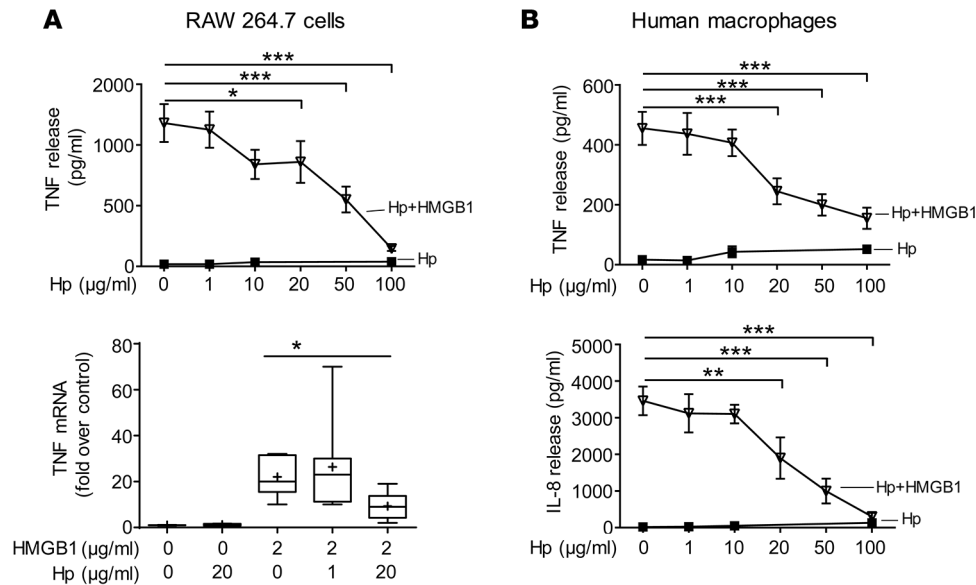 A
RAW 264.7 cells
***
***
*
2000
1000
500
0
TNF release
(pg/ml)
Hp+HMGB1
Hp
Hp (µg/ml)
0 1 10 20 50 100
*
80
60
40
20
0
TNF mRNA
(fold over control)
HMGB1 (µg/ml) 0 0 2 2 2
Hp (µg/ml) 0 20 0 1 20
B
Human macrophages
***
***
***
600
400
200
0
TNF release (pg/ml)
Hp+HMGB1
Hp
Hp (µg/ml) 0 1 10 20 50 100
***
***
**
5000
4000
3000
2000
1000
0
IL-8 release (pg/ml)
Hp+HMGB1
Hp
Hp (µg/ml) 0 1 10 20 50 100